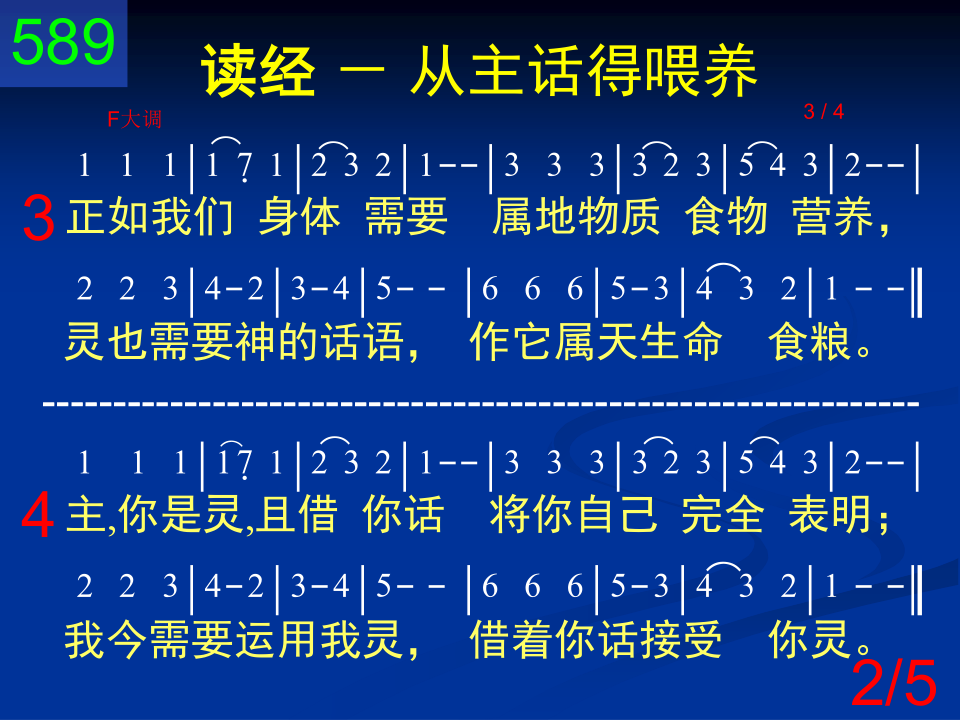 589
读经 － 从主话得喂养
F大调
3 / 4
1 1 1|1 7̣ 1|2 3 2|1--|3 3 3|3 2 3|5 4 3|2--|
3 正如我们 身体 需要 属地物质 食物 营养，
2 2 3|4-2|3-4|5-- |6 6 6|5-3|4 3 2|1 --‖
灵也需要神的话语， 作它属天生命 食粮。
--------------------------------------------------------------
1 1 1|1 7̣ 1|2 3 2|1--|3 3 3|3 2 3|5 4 3|2--|
4 主,你是灵,且借 你话 将你自己 完全 表明；
2 2 3|4-2|3-4|5-- |6 6 6|5-3|4 3 2|1 --‖
我今需要运用我灵， 借着你话接受 你灵。
2/5